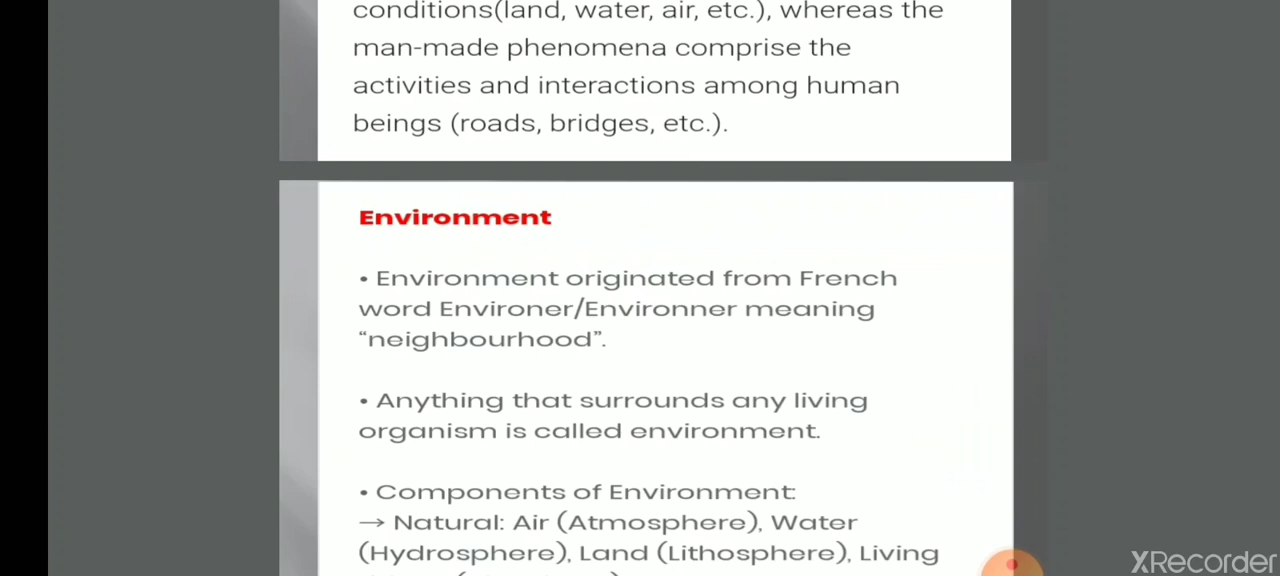 conditions(land, water, air, etc.), whereas the
man-made phenomena comprise the
activities and interactions among human
beings (roads, bridges, etc.).
Environment
• Environment originated from French
word Environer/Environner meaning
“neighbourhood”.
• Anything that surrounds any living
organism is called environment.
• Components of Environment:
→ Natural: Air (Atmosphere), Water
(Hydrosphere), Land (Lithosphere), Living
XRecorder